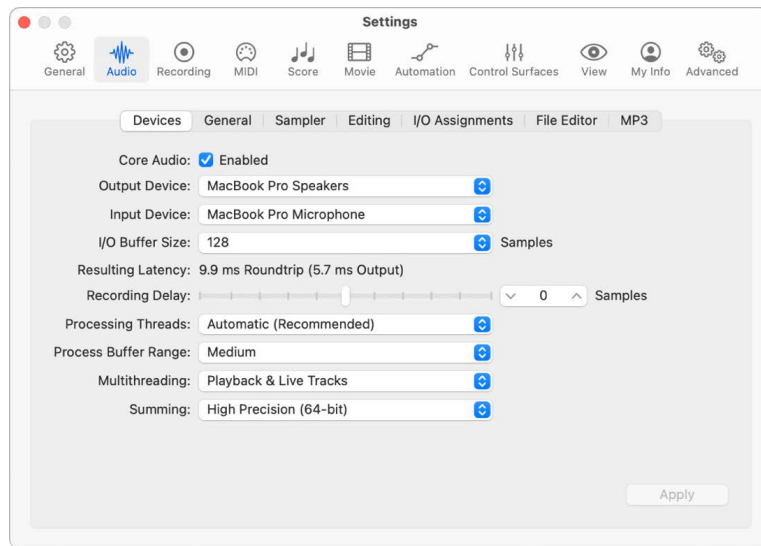 Settings
General Audio Recording MIDI Score Movie Automation Control Surfaces View My Info Advanced
Devices General Sampler Editing I/O Assignments File Editor MP3
Core Audio: Enabled
Output Device: MacBook Pro Speakers
Input Device: MacBook Pro Microphone
I/O Buffer Size: 128 Samples
Resulting Latency: 9.9 ms Roundtrip (5.7 ms Output)
Recording Delay: 0 Samples
Processing Threads: Automatic (Recommended)
Process Buffer Range: Medium
Multithreading: Playback & Live Tracks
Summing: High Precision (64-bit)
Apply